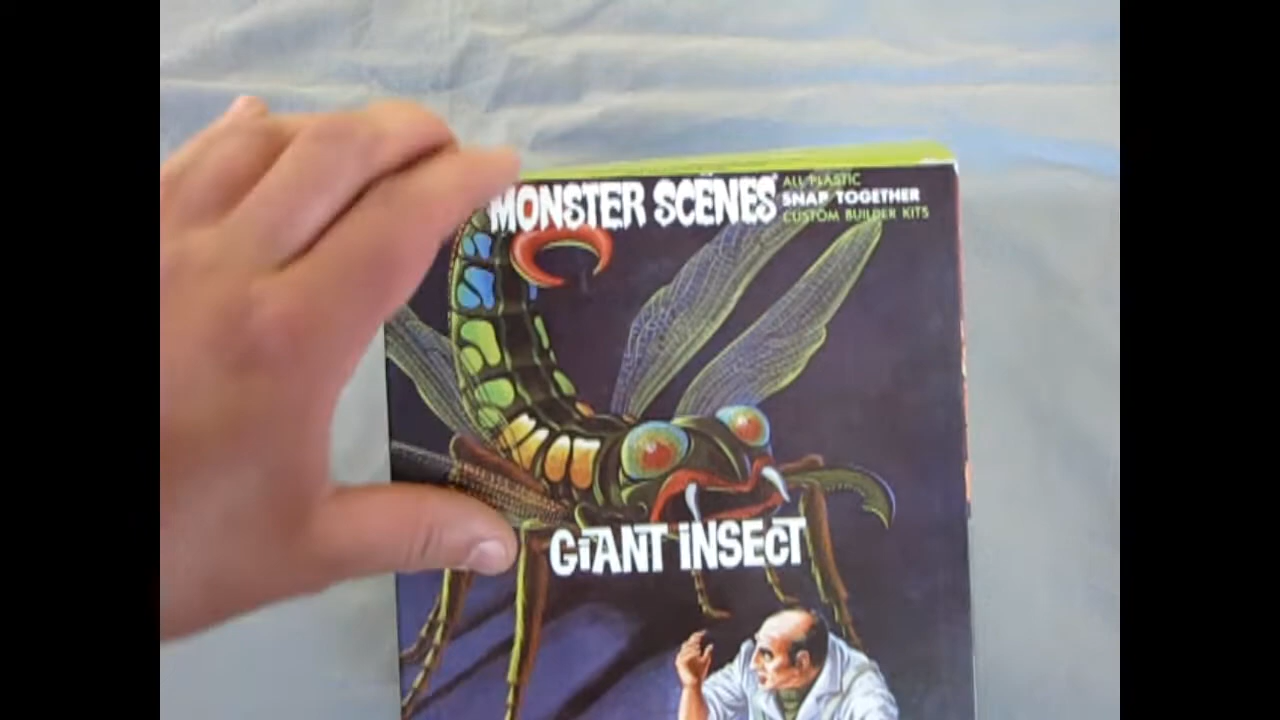 MONSTER SCENES
ALL PLASTIC
SNAP TOGETHER
CUSTOM BUILDER KITS
GIANT INSECT